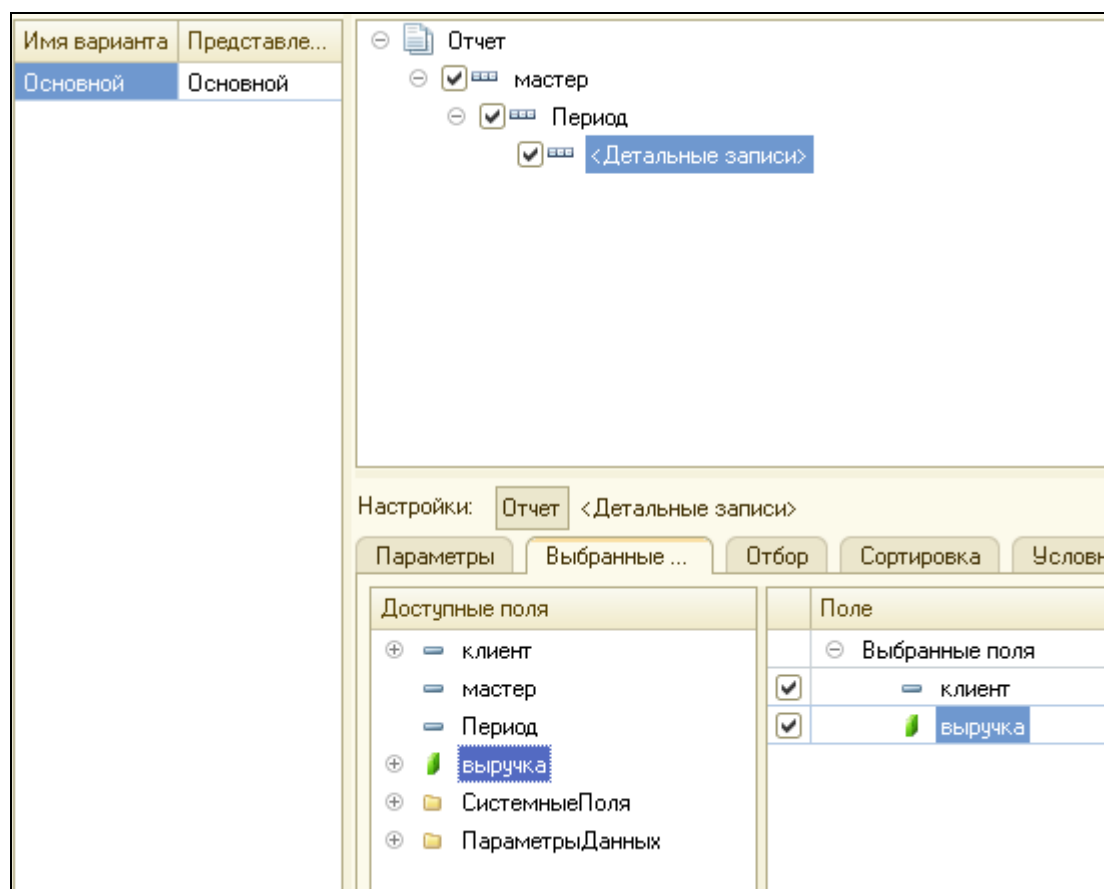 Имя варианта Представле...
Основной Основной
Отчет
мастер
Период
<Детальные записи>
Настройки: Отчет <Детальные записи>
Параметры Выбранные ... Отбор Сортировка Условн
Доступные поля
клиент
мастер
Период
выручка
СистемныеПоля
ПараметрыДанных
Поле
Выбранные поля
клиент
выручка